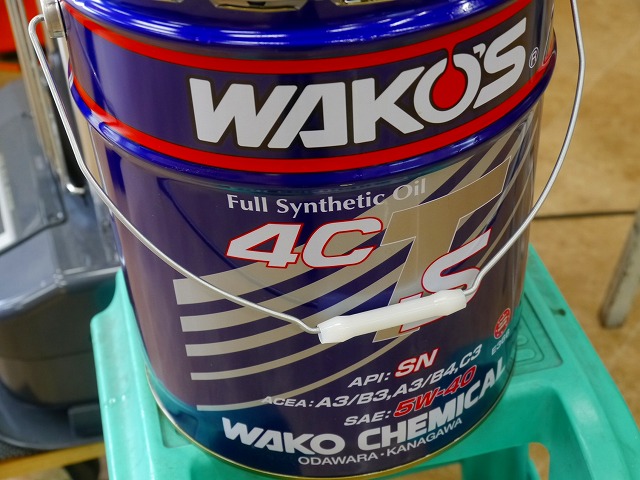 WAKO'S
Full Synthetic Oil
4CT
S
API: SN
ACEA: A3/B3,A3/B4,C3
SAE: 5W-40
WAKO CHEMICAL
ODAWARA · KANAGAWA